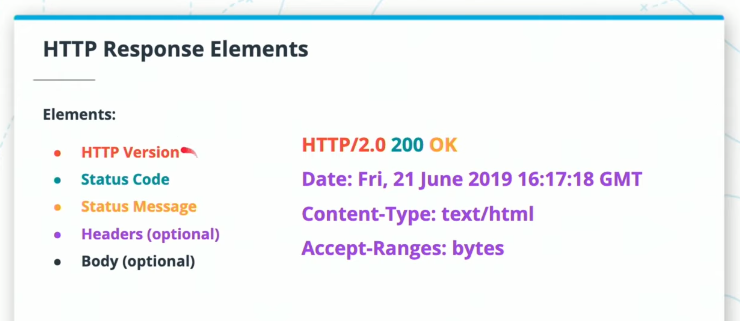 HTTP Response Elements
Elements:
HTTP Version
Status Code
Status Message
Headers (optional)
Body (optional)
HTTP/2.0 200 OK
Date: Fri, 21 June 2019 16:17:18 GMT
Content-Type: text/html
Accept-Ranges: bytes